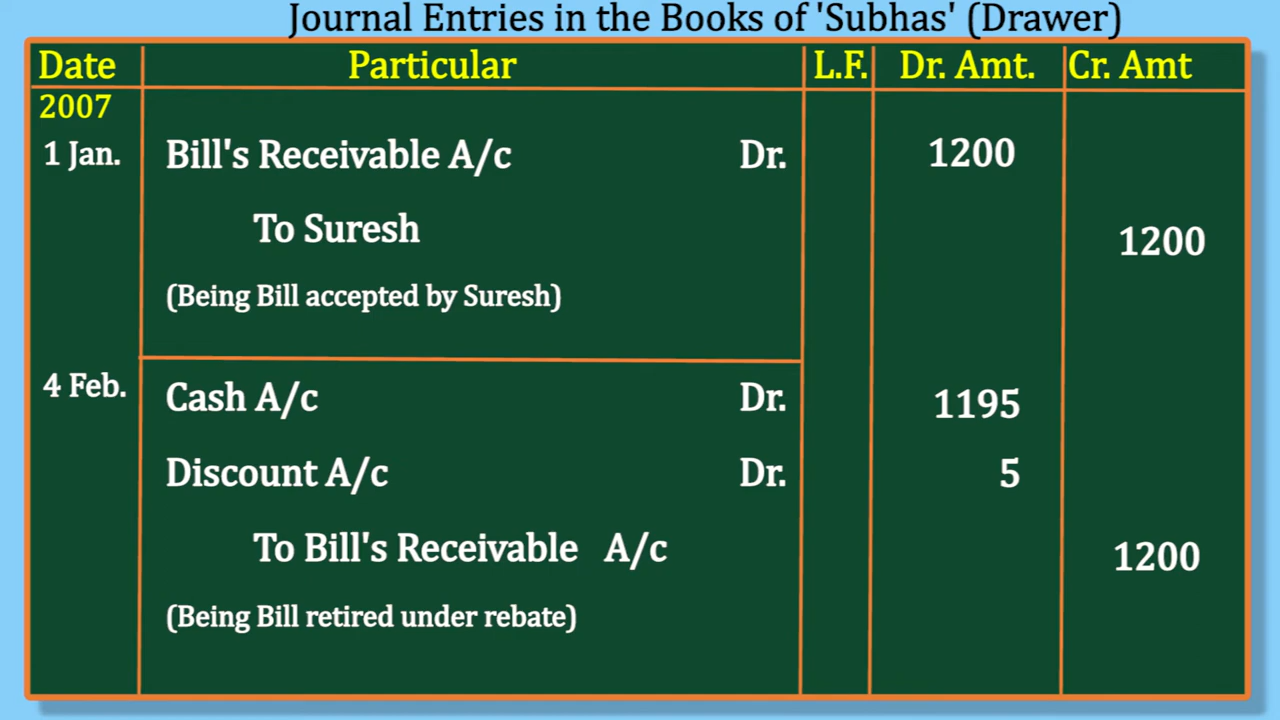 Journal Entries in the Books of 'Subhas' (Drawer)
Date Particular L.F. Dr. Amt. Cr. Amt
2007
1 Jan. Bill's Receivable A/c Dr. 1200
To Suresh 1200
(Being Bill accepted by Suresh)
4 Feb. Cash A/c Dr. 1195
Discount A/c Dr. 5
To Bill's Receivable A/c 1200
(Being Bill retired under rebate)